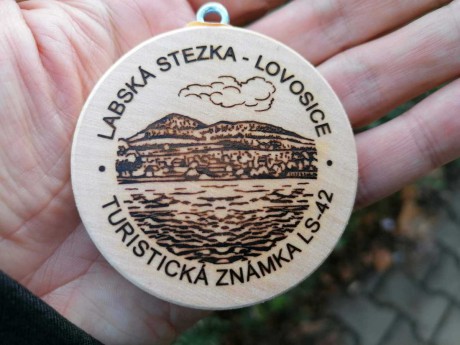 LABSKÁ STEZKA - LOVOSICE
TURISTICKÁ ZNÁMKA LS-42